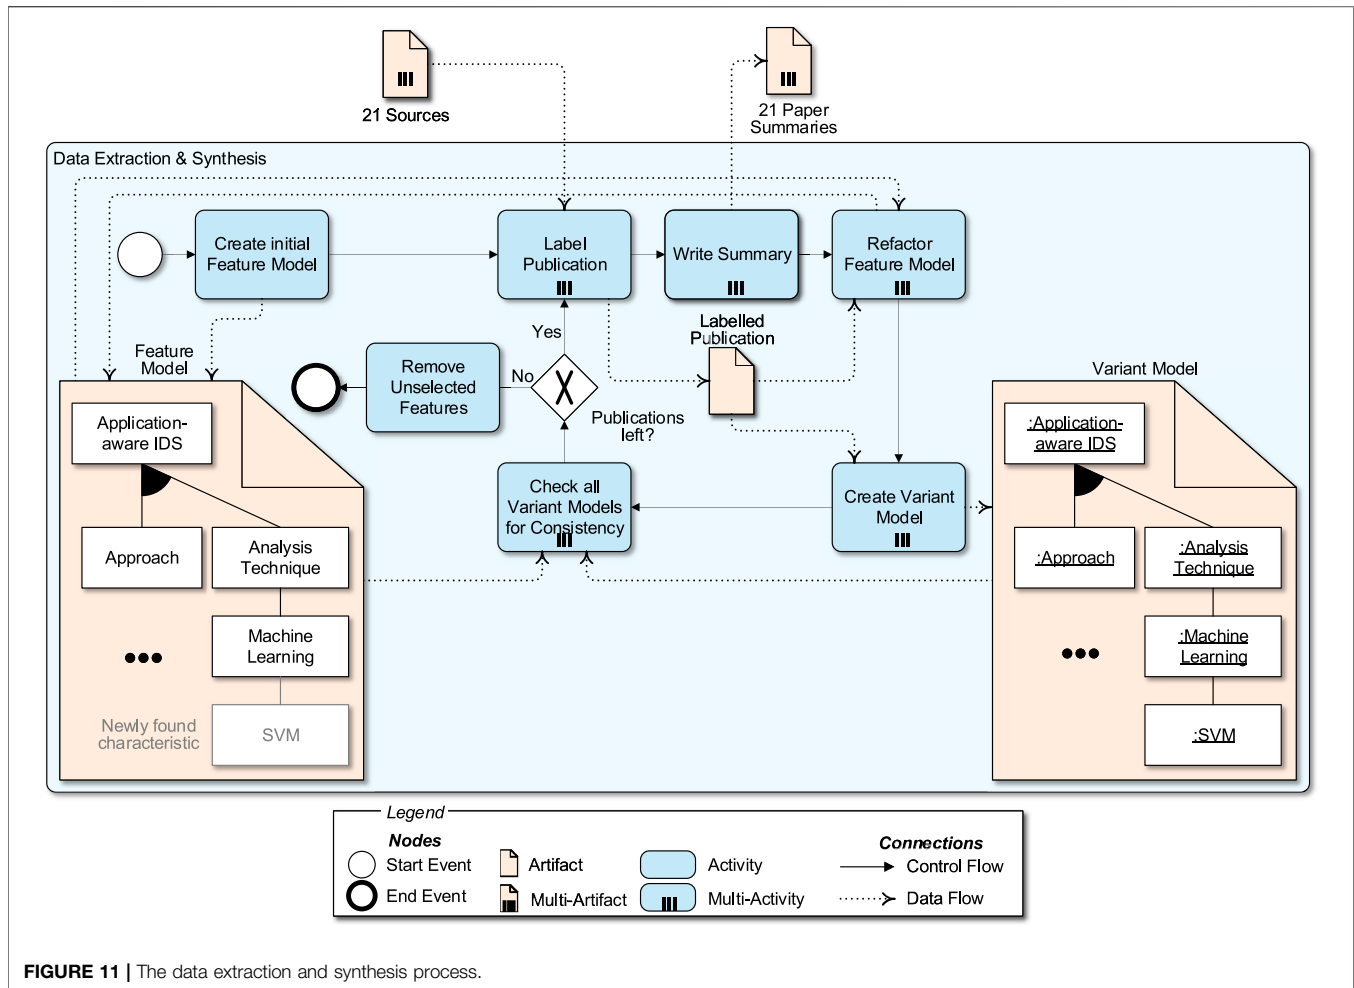 21 Sources
21 Paper
Summaries
Data Extraction & Synthesis
Create initial
Feature Model
Label
Publication
Write Summary
Refactor
Feature Model
Yes
Labelled
Publication
Feature
Model
Remove
Unselected
Features
No
X
Publications
left?
Variant Model
Application-
aware IDS
Approach
Analysis
Technique
Machine
Learning
Newly found
characteristic
SVM
Check all
Variant Models
for Consistency
Create Variant
Model
:Application-
aware IDS
:Approach
:Analysis
Technique
:Machine
Learning
:SVM
Legend
Nodes
Connections
Start Event
Artifact
Activity
Control Flow
End Event
Multi-Artifact
Multi-Activity
Data Flow
FIGURE 11 | The data extraction and synthesis process.